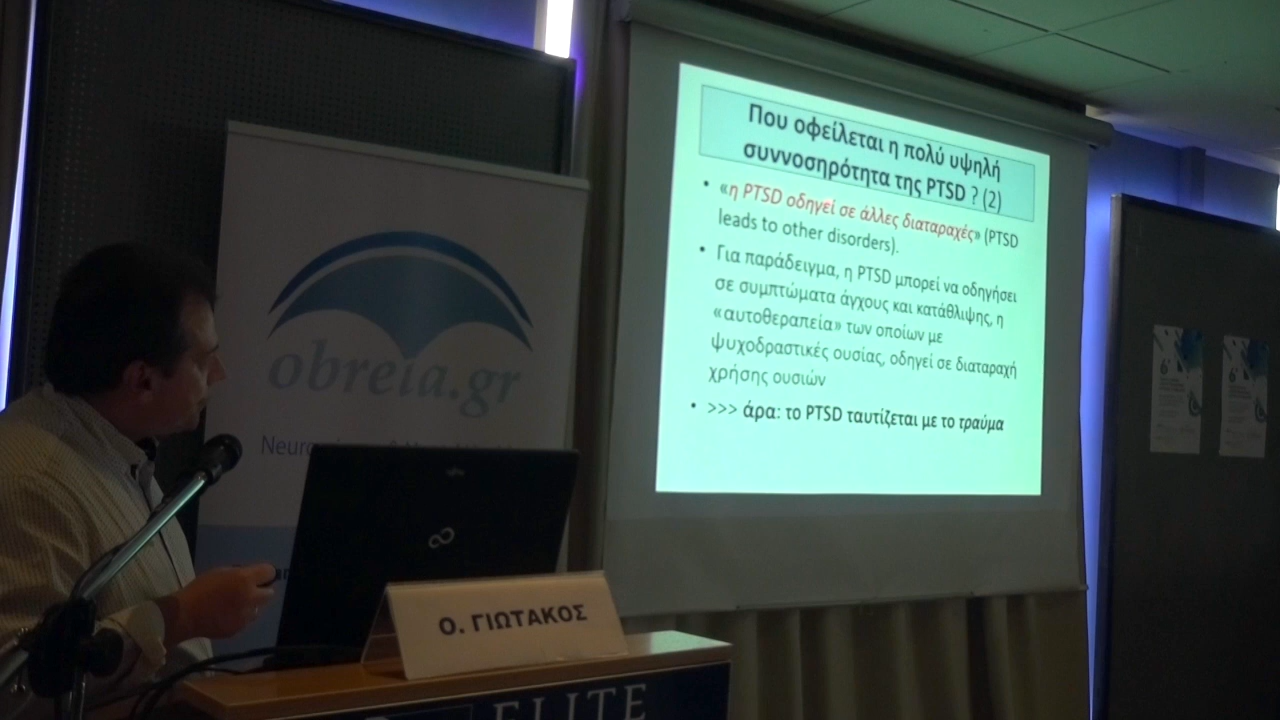 Που οφείλεται η πολύ υψηλή
συννοσηρότητα της PTSD ? (2)
• «η PTSD οδηγεί σε άλλες διαταραχές» (PTSD
leads to other disorders).
• Για παράδειγμα, η PTSD μπορεί να οδηγήσει
σε συμπτώματα άγχους και κατάθλιψης, η
«αυτοθεραπεία» των οποίων με
ψυχοδραστικές ουσίας, οδηγεί σε διαταραχή
χρήσης ουσιών
• >>> άρα: το PTSD ταυτίζεται με το τραύμα
obreia.gr
FUJITSU
Ο. ΓΙΩΤΑΚΟΣ
ELITE